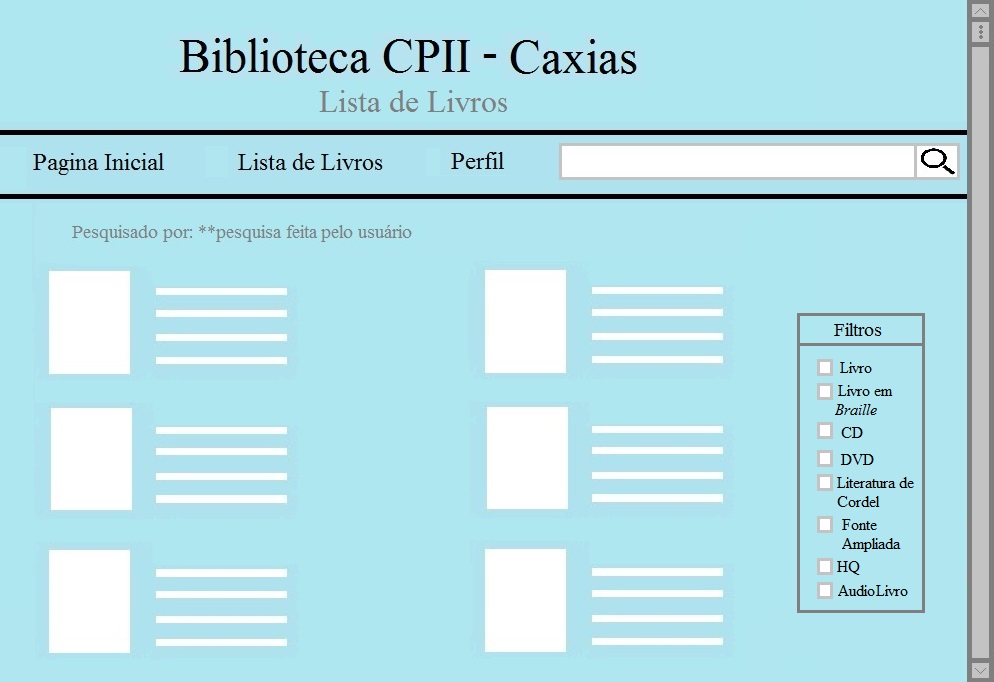 Biblioteca CPII - Caxias
Lista de Livros
Pagina Inicial
Lista de Livros
Perfil
Pesquisado por: **pesquisa feita pelo usuário
Filtros
Livro
Livro em
Braille
CD
DVD
Literatura de
Cordel
Fonte
Ampliada
HQ
AudioLivro